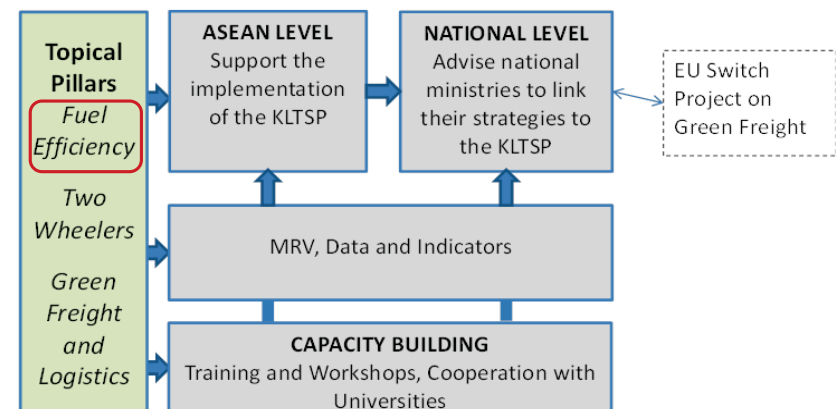 Topical
Pillars
Fuel
Efficiency
Two
Wheelers
Green
Freight
and
Logistics
ASEAN LEVEL
Support the
implementation
of the KLTSP
NATIONAL LEVEL
Advise national
ministries to link
their strategies to
the KLTSP
EU Switch
Project on
Green Freight
MRV, Data and Indicators
CAPACITY BUILDING
Training and Workshops, Cooperation with
Universities